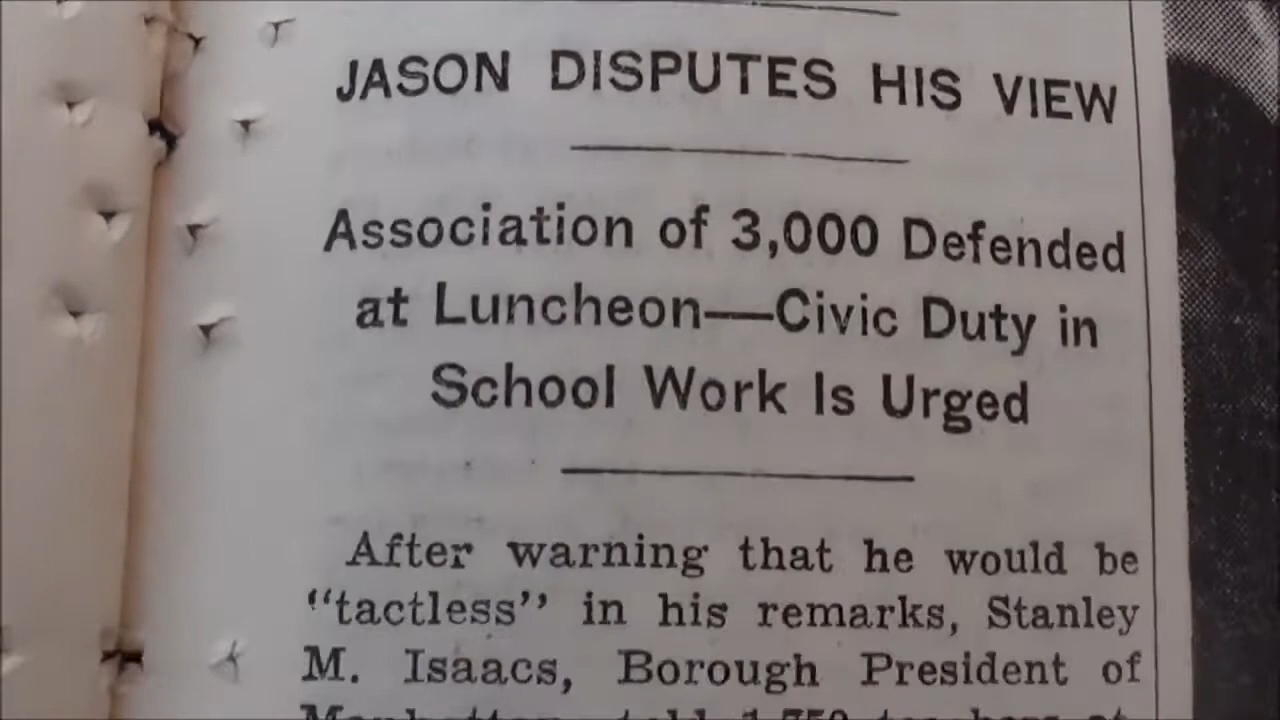 JASON DISPUTES HIS VIEW
Association of 3,000 Defended
at Luncheon—Civic Duty in
School Work Is Urged
After warning that he would be
“tactless” in his remarks, Stanley
M. Isaacs, Borough President of